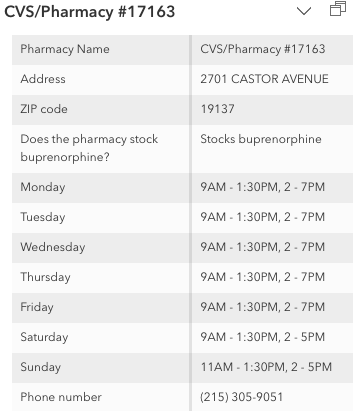 CVS/Pharmacy #17163
Pharmacy Name CVS/Pharmacy #17163
Address 2701 CASTOR AVENUE
ZIP code 19137
Does the pharmacy stock Stocks buprenorphine
buprenorphine?
Monday 9AM - 1:30PM, 2 - 7PM
Tuesday 9AM - 1:30PM, 2 - 7PM
Wednesday 9AM - 1:30PM, 2 - 7PM
Thursday 9AM - 1:30PM, 2 - 7PM
Friday 9AM - 1:30PM, 2 - 7PM
Saturday 9AM - 1:30PM, 2 - 5PM
Sunday 11AM - 1:30PM, 2 - 5PM
Phone number (215) 305-9051